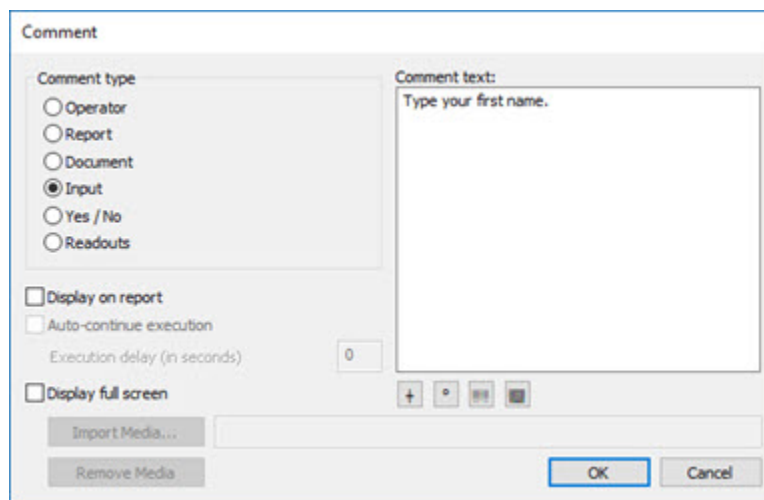 Comment
Comment type
Operator
Report
Document
Input
Yes / No
Readouts
Display on report
Auto-continue execution
Execution delay (in seconds)
0
Display full screen
Import Media...
Remove Media
Comment text:
Type your first name.
OK
Cancel